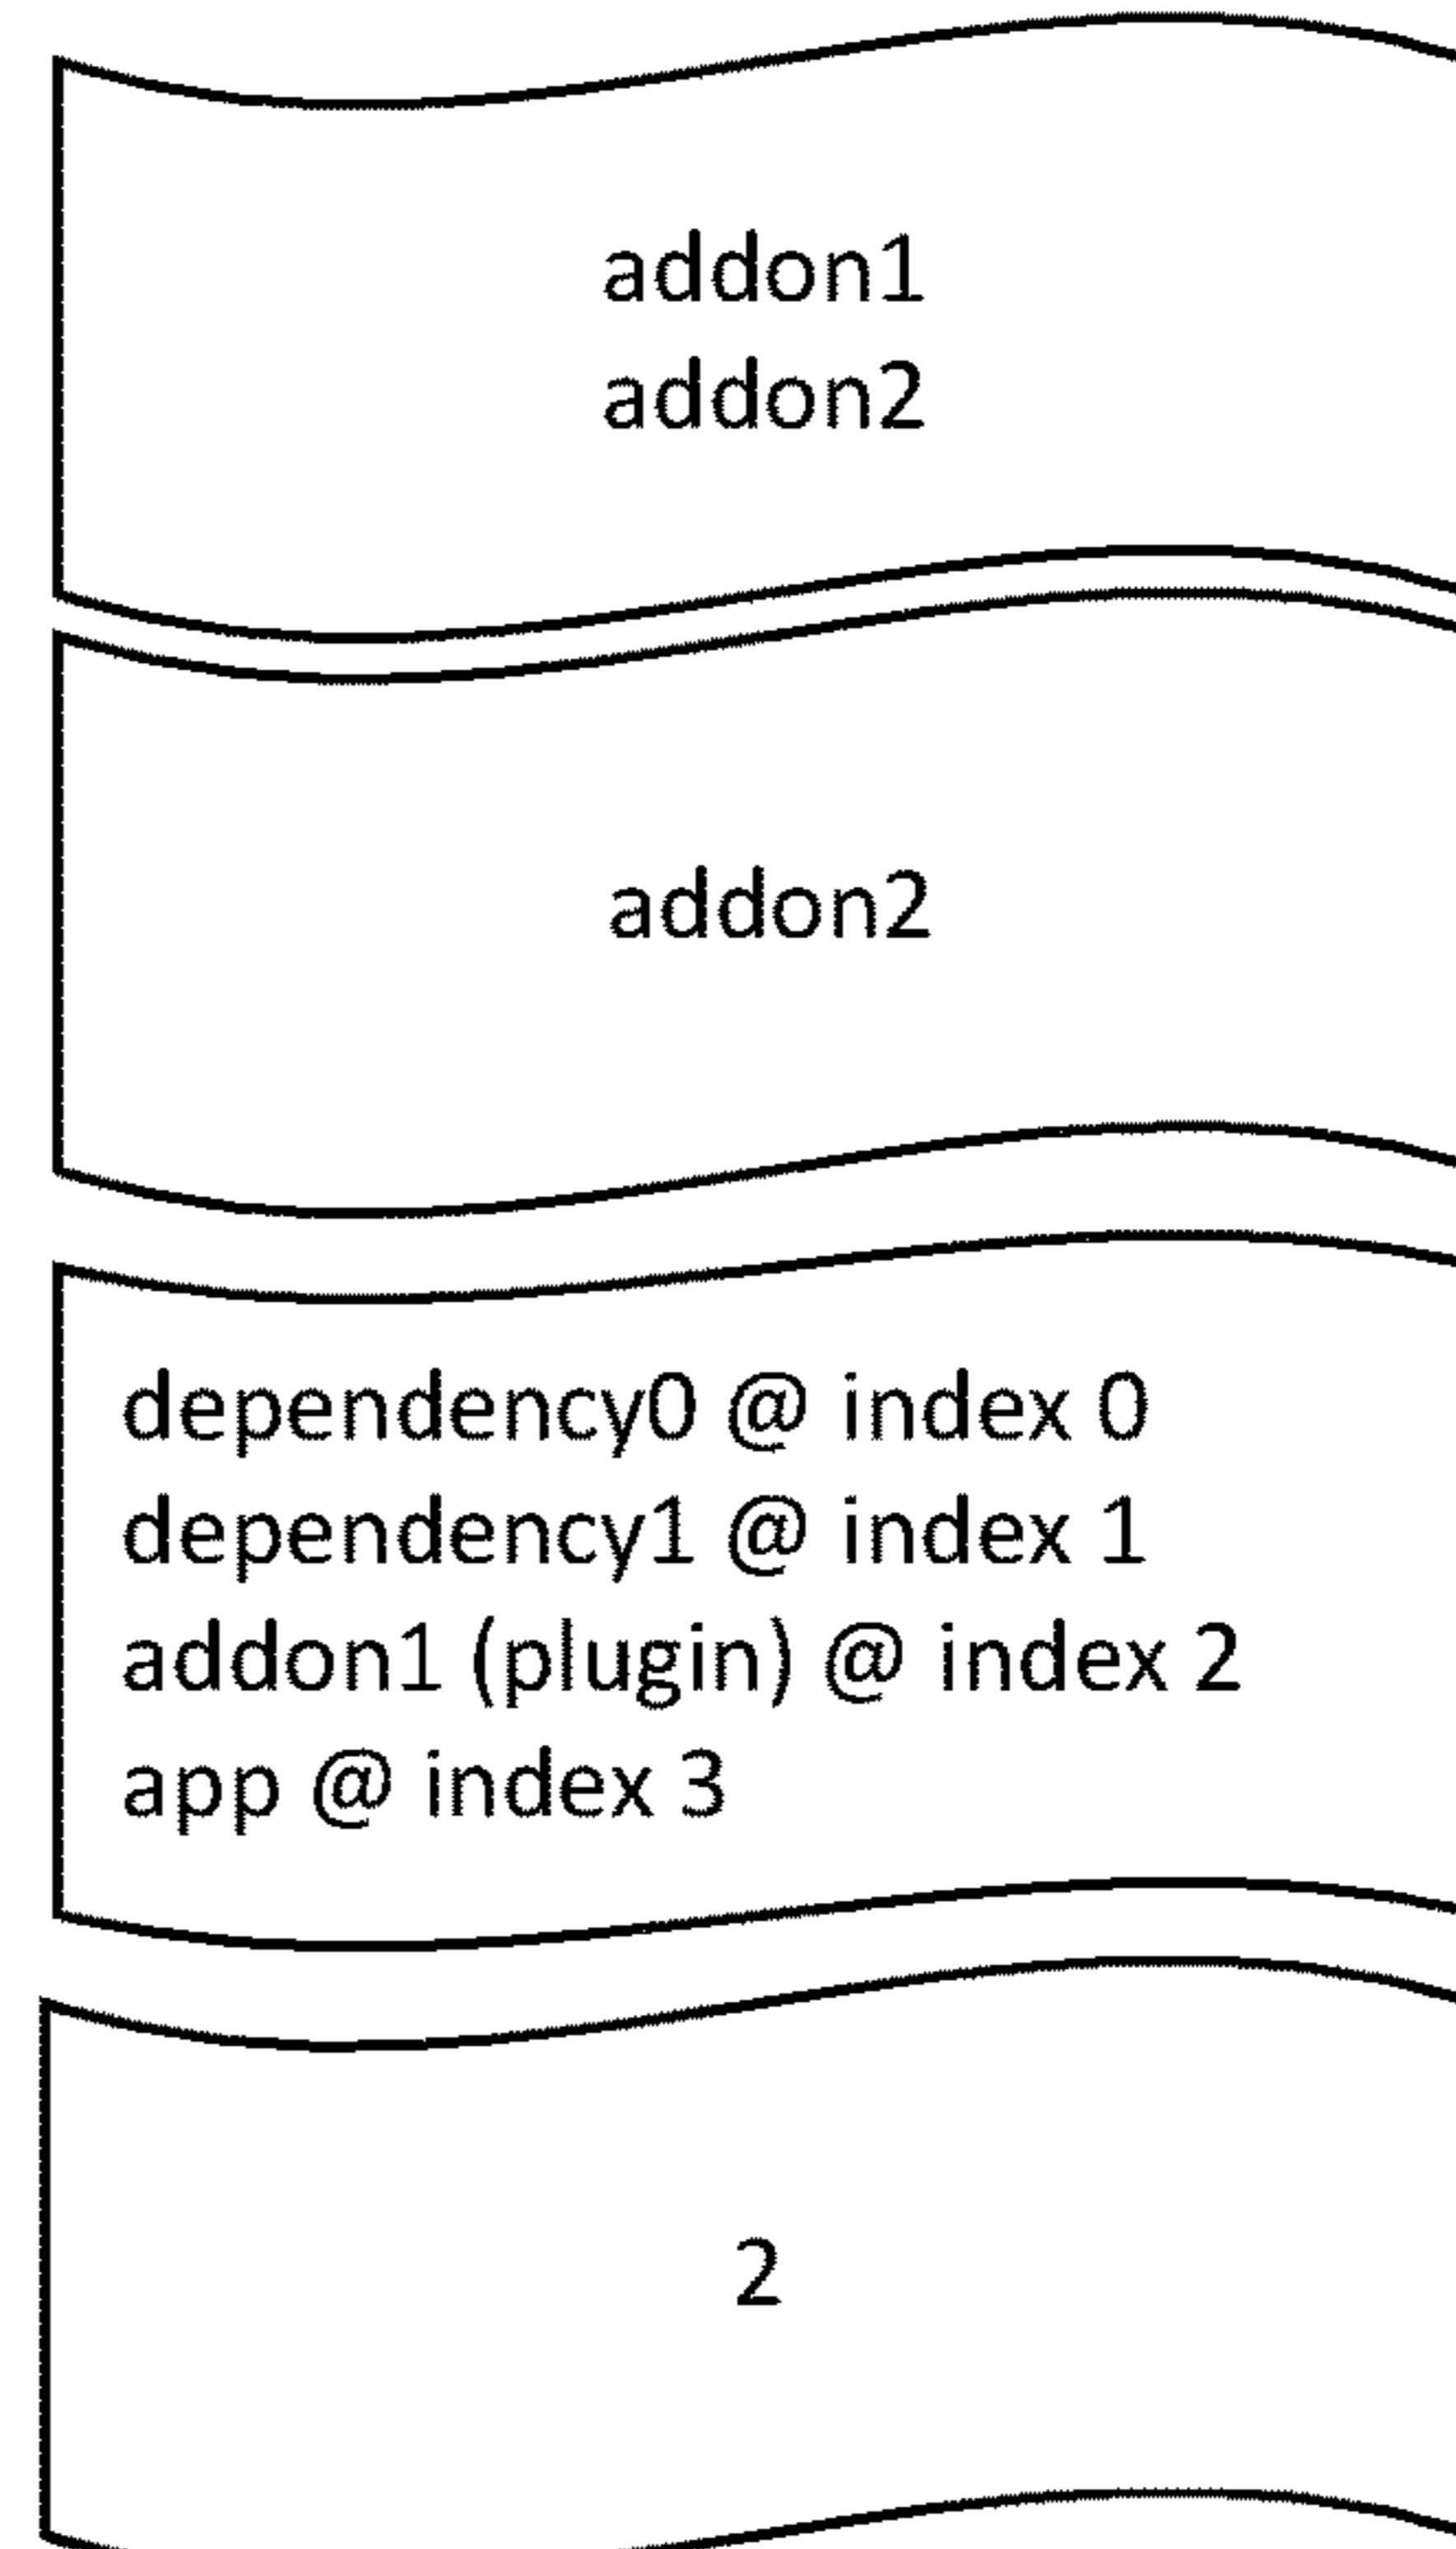 addon1
addon2
addon2
dependency0 @ index 0
dependency1 @ index 1
addon1 (plugin) @ index 2
app @ index 3
2